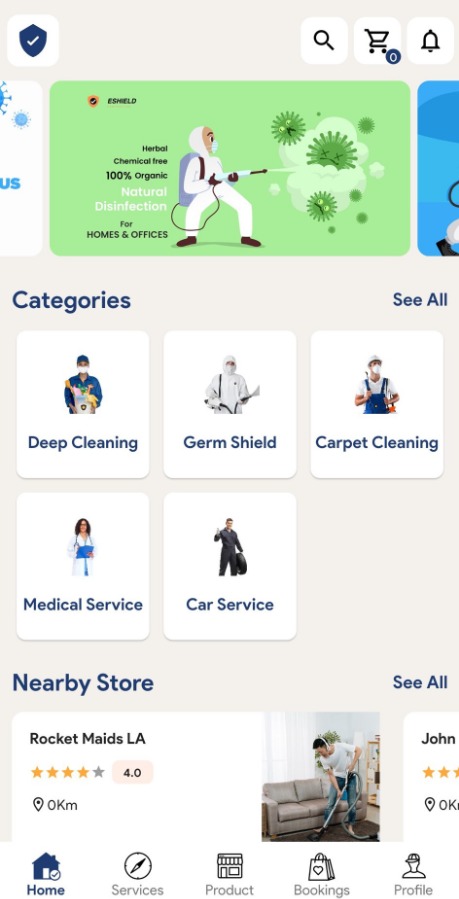 0
US
ESHIELD
Herbal
Chemical free
100% Organic
Natural
Disinfection
For
HOMES & OFFICES
Categories
See All
Deep Cleaning
Germ Shield
Carpet Cleaning
Medical Service
Car Service
Nearby Store
See All
Rocket Maids LA
John
4.0
0Km
0K
Home
Services
Product
Bookings
Profile